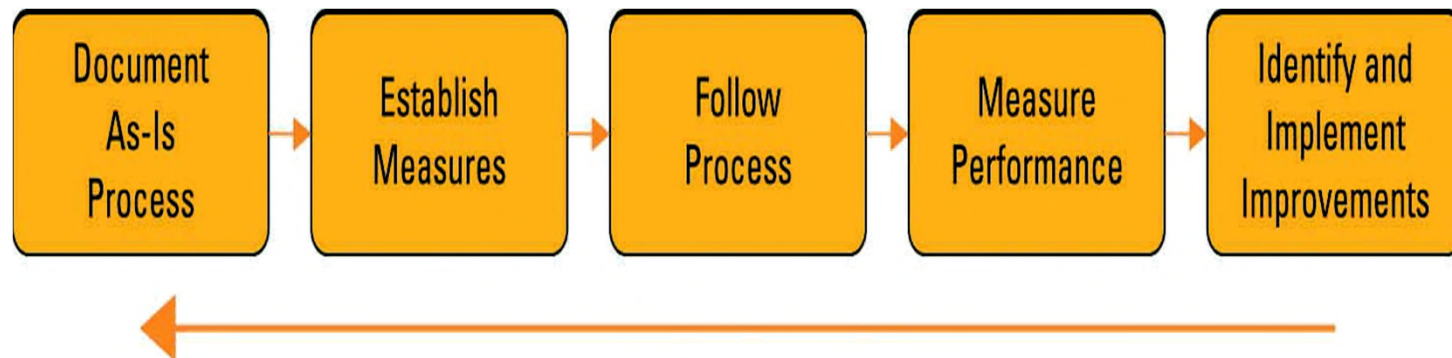 Document
As-Is
Process
Establish
Measures
Follow
Process
Measure
Performance
Identify and
Implement
Improvements